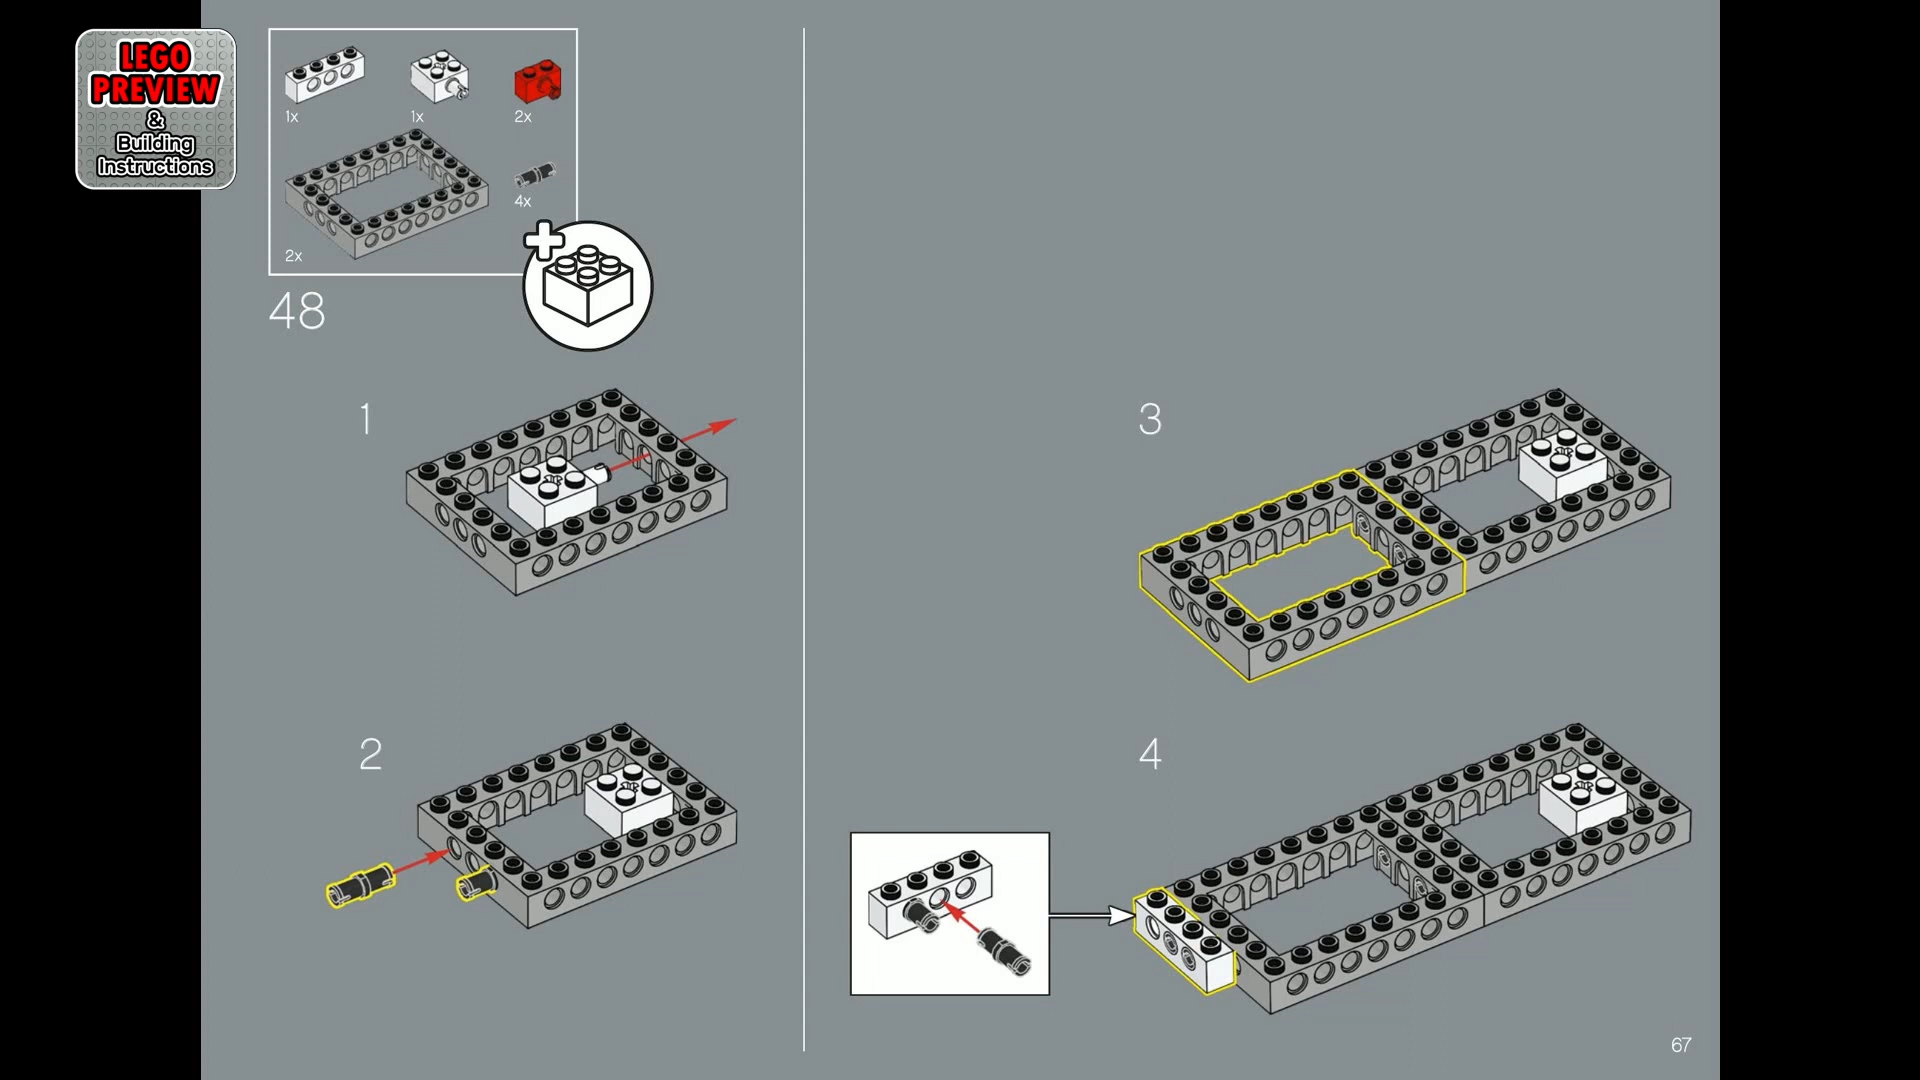 LEGO
PREVIEW
&
Building
Instructions
1x
1x
2x
4x
2x
48
1
2
3
4
67